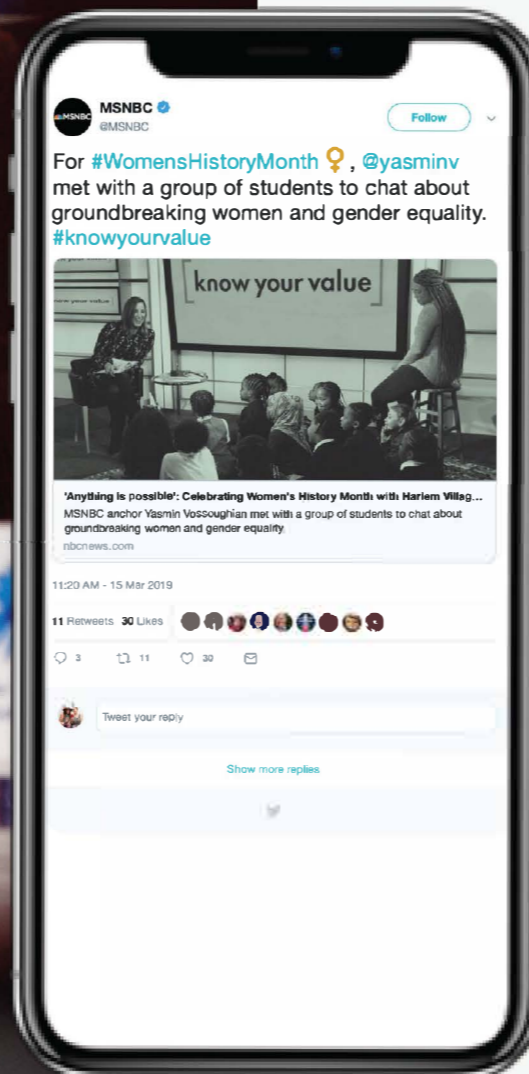 MSNBC
@MSNBC
MSNBC
Follow
For #WomensHistoryMonth ♀, @yasminv
met with a group of students to chat about
groundbreaking women and gender equality.
#knowyourvalue
know your value
'Anything is possible': Celebrating Women's History Month with Harlem Villag...
MSNBC anchor Yasmin Vossoughian met with a group of students to chat about
groundbreaking women and gender equality.
nbcnews.com
11:20 AM - 15 Mar 2019
11 Retweets 30 Likes
3 11 30
Tweet your reply
Show more replies